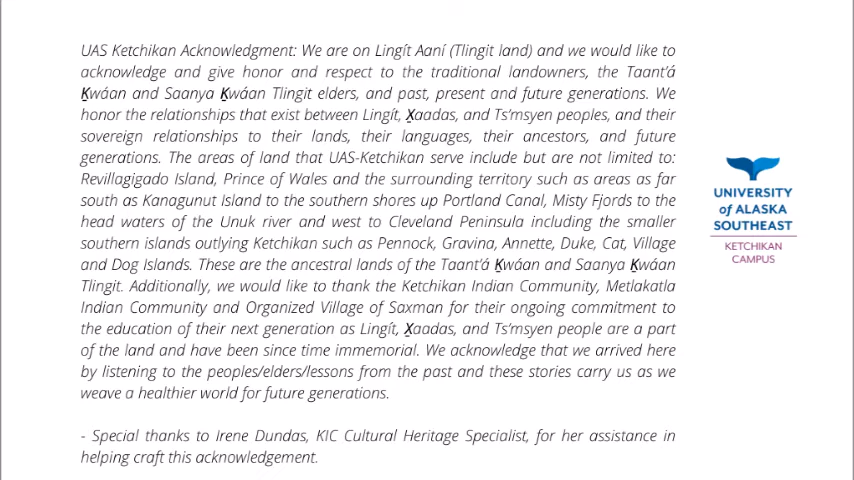 UAS Ketchikan Acknowledgment: We are on Lingít Aaní (Tlingit land) and we would like to
acknowledge and give honor and respect to the traditional landowners, the Taant’á
Ḵwáan and Saanya Ḵwáan Tlingit elders, and past, present and future generations. We
honor the relationships that exist between Lingít, X̱aadas, and Ts’msyen peoples, and their
sovereign relationships to their lands, their languages, their ancestors, and future
generations. The areas of land that UAS-Ketchikan serve include but are not limited to:
Revillagigado Island, Prince of Wales and the surrounding territory such as areas as far
south as Kanagunut Island to the southern shores up Portland Canal, Misty Fjords to the
head waters of the Unuk river and west to Cleveland Peninsula including the smaller
southern islands outlying Ketchikan such as Pennock, Gravina, Annette, Duke, Cat, Village
and Dog Islands. These are the ancestral lands of the Taant’á Ḵwáan and Saanya Ḵwáan
Tlingit. Additionally, we would like to thank the Ketchikan Indian Community, Metlakatla
Indian Community and Organized Village of Saxman for their ongoing commitment to
the education of their next generation as Lingít, X̱aadas, and Ts’msyen people are a part
of the land and have been since time immemorial. We acknowledge that we arrived here
by listening to the peoples/elders/lessons from the past and these stories carry us as we
weave a healthier world for future generations.
- Special thanks to Irene Dundas, KIC Cultural Heritage Specialist, for her assistance in
helping craft this acknowledgement.
UNIVERSITY
of ALASKA
SOUTHEAST
KETCHIKAN
CAMPUS